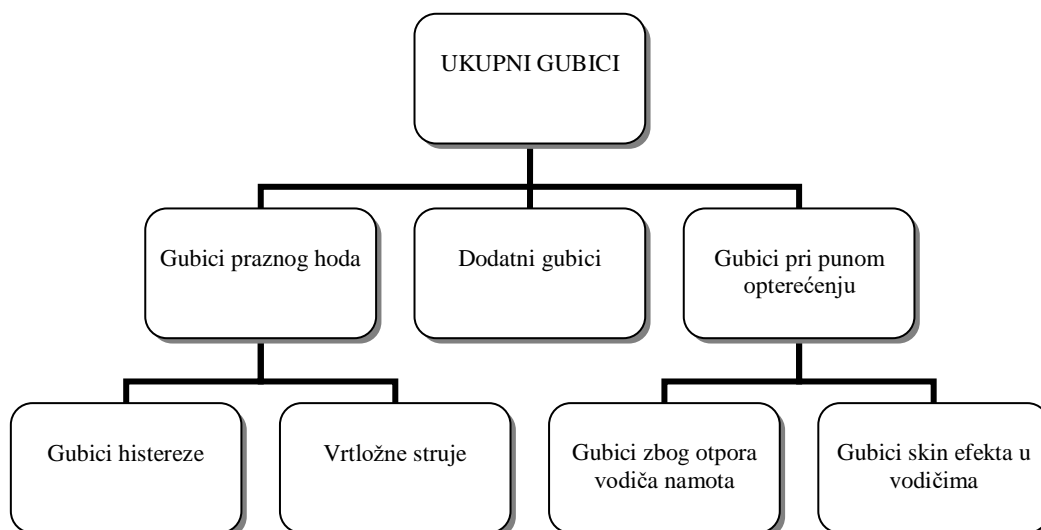 UKUPNI GUBICI
Gubici praznog hoda
Dodatni gubici
Gubici pri punom
opterećenju
Gubici histereze
Vrtložne struje
Gubici zbog otpora
vodiča namota
Gubici skin efekta u
vodičima